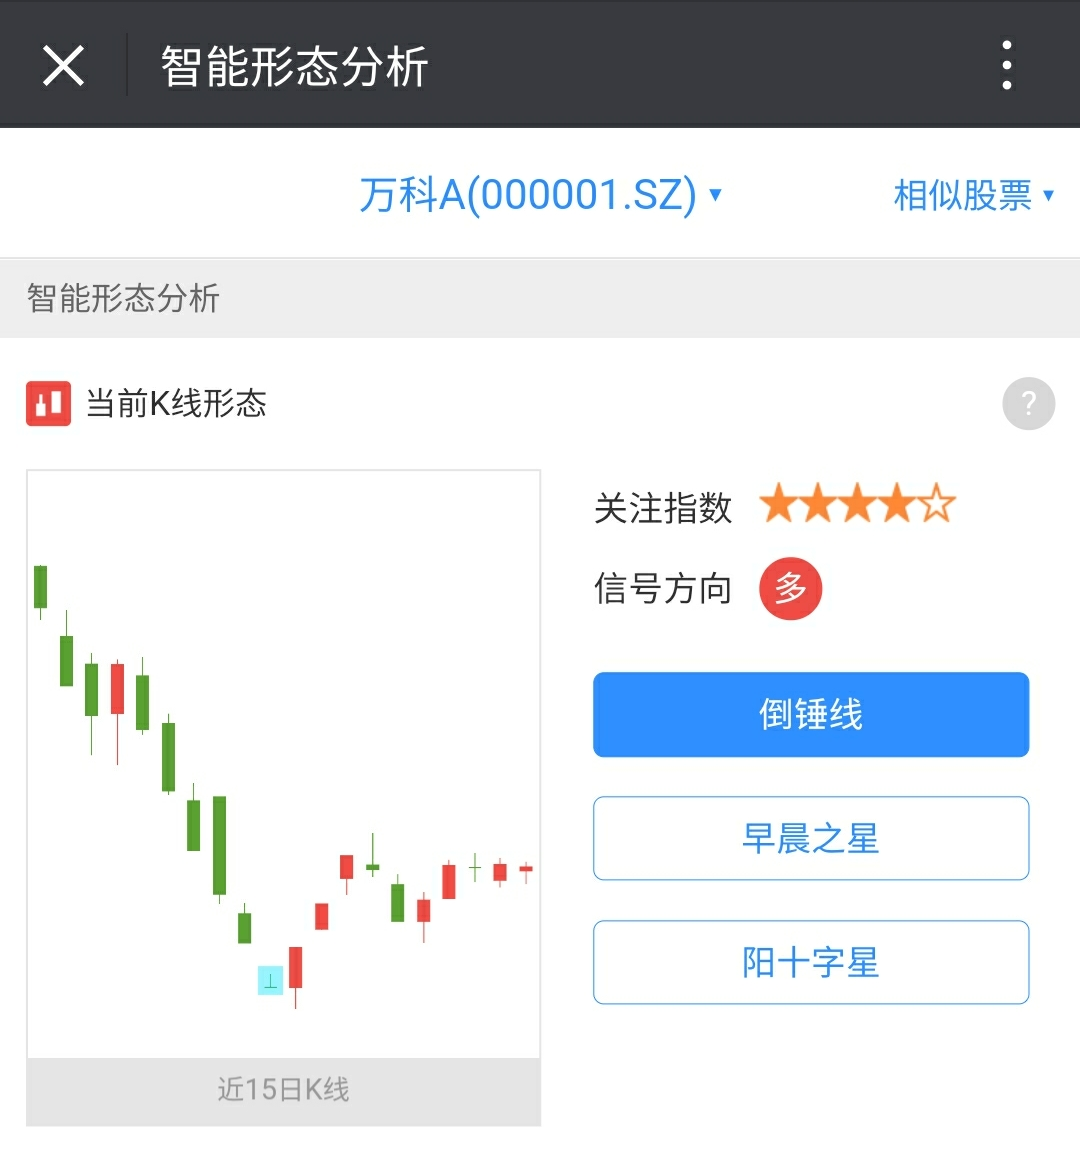 智能形态分析
万科A(000001.SZ)
相似股票
智能形态分析
当前K线形态
?
关注指数
信号方向 多
倒锤线
早晨之星
阳十字星
近15日K线